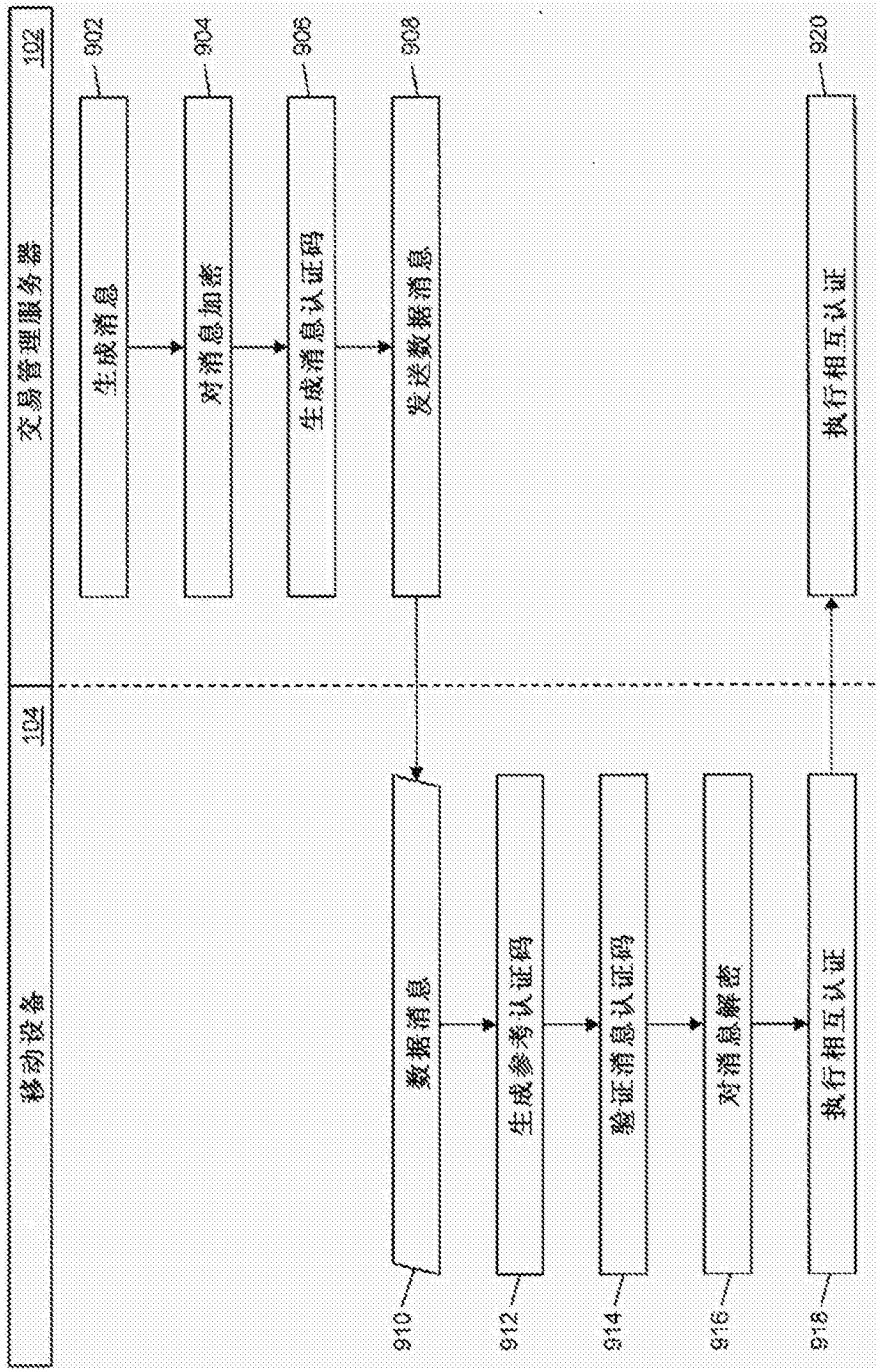 移动设备
104
交易管理服务器
102
生成消息
902
对消息加密
904
生成消息认证码
906
发送数据消息
908
数据消息
910
生成参考认证码
912
验证消息认证码
914
对消息解密
916
执行相互认证
918
执行相互认证
920